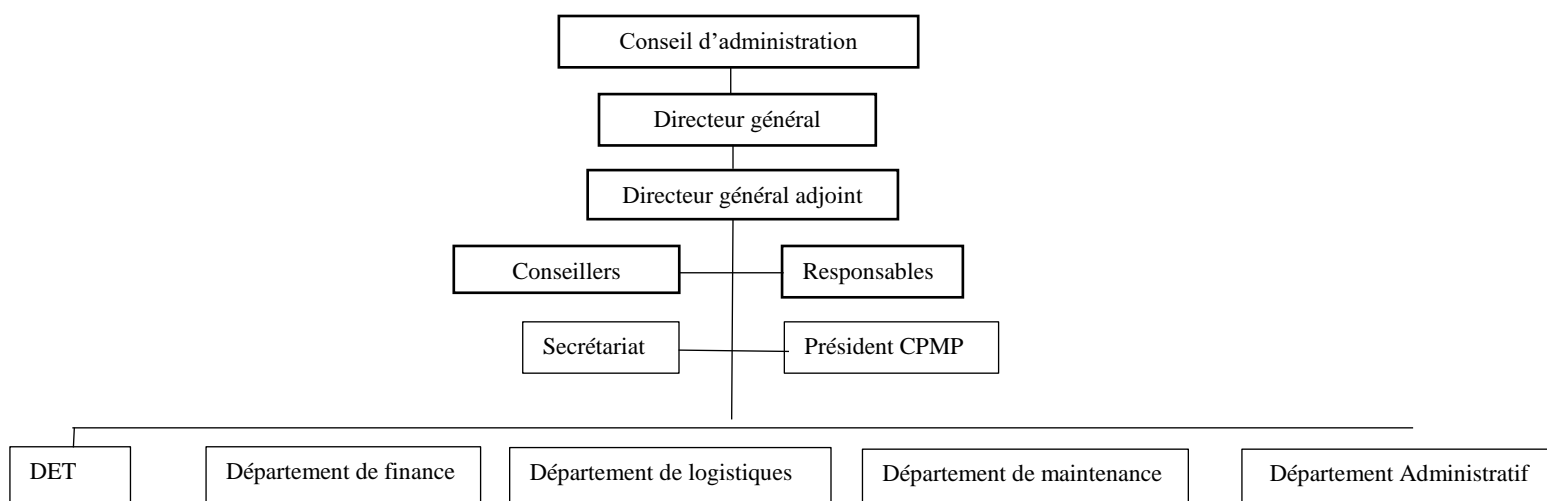 Conseil d’administration
Directeur général
Directeur général adjoint
Conseillers
Responsables
Secrétariat
Président CPMP
DET
Département de finance
Département de logistiques
Département de maintenance
Département Administratif